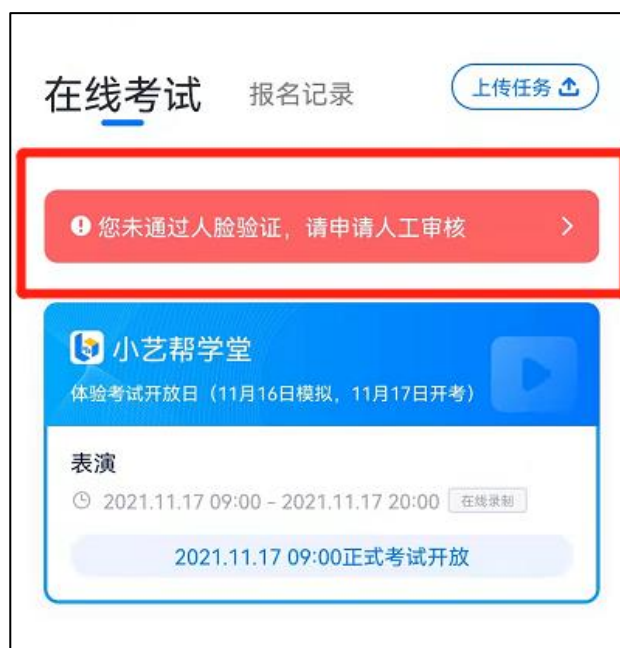 在线考试 报名记录 上传任务
您未通过人脸验证，请申请人工审核
小艺帮学堂
体验考试开放日（11月16日模拟，11月17日开考）
表演
2021.11.17 09:00 - 2021.11.17 20:00 在线录制
2021.11.17 09:00正式考试开放